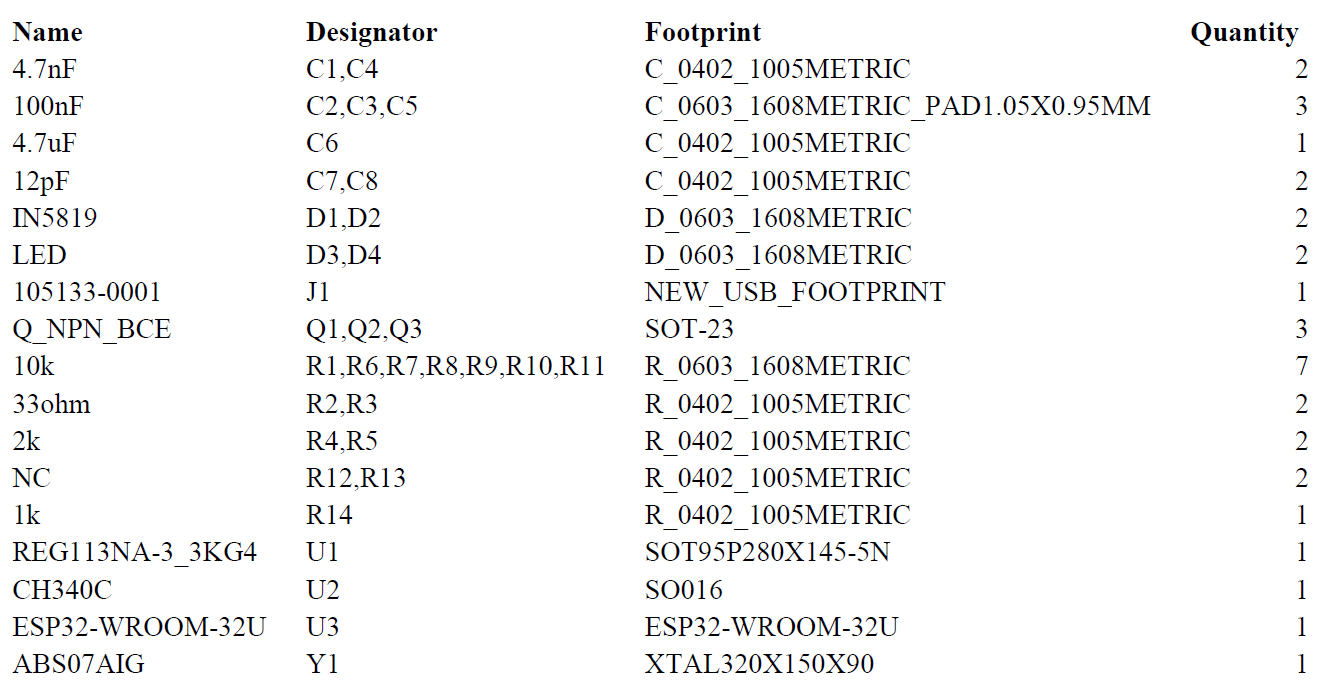 Name Designator Footprint Quantity
4.7nF C1,C4 C_0402_1005METRIC 2
100nF C2,C3,C5 C_0603_1608METRIC_PAD1.05X0.95MM 3
4.7uF C6 C_0402_1005METRIC 1
12pF C7,C8 C_0402_1005METRIC 2
IN5819 D1,D2 D_0603_1608METRIC 2
LED D3,D4 D_0603_1608METRIC 2
105133-0001 J1 NEW_USB_FOOTPRINT 1
Q_NPN_BCE Q1,Q2,Q3 SOT-23 3
10k R1,R6,R7,R8,R9,R10,R11 R_0603_1608METRIC 7
33ohm R2,R3 R_0402_1005METRIC 2
2k R4,R5 R_0402_1005METRIC 2
NC R12,R13 R_0402_1005METRIC 2
1k R14 R_0402_1005METRIC 1
REG113NA-3_3KG4 U1 SOT95P280X145-5N 1
CH340C U2 SO016 1
ESP32-WROOM-32U U3 ESP32-WROOM-32U 1
ABS07AIG Y1 XTAL320X150X90 1